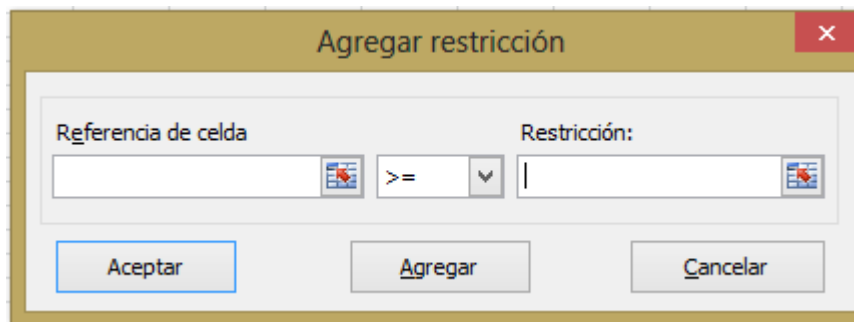 Agregar restricción
Referencia de celda Restricción:
>=
Aceptar Agregar Cancelar